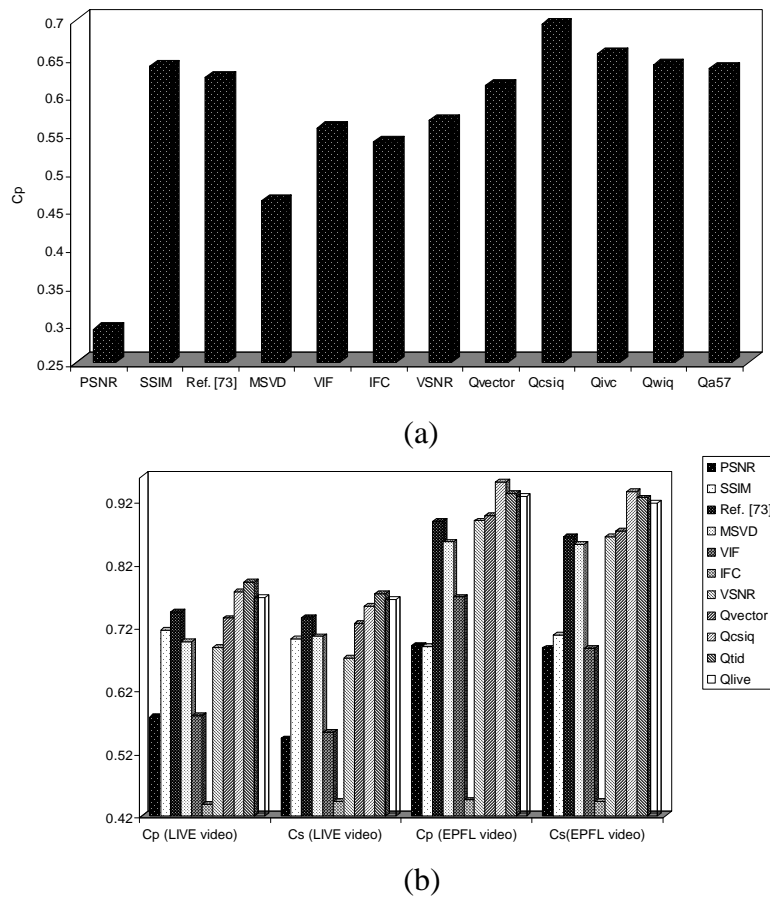 0.7
0.65
0.6
0.55
0.5
0.45
0.4
0.35
0.3
0.25
Cp
PSNR SSIM Ref. [73] MSVD VIF IFC VSNR Qvector Qcsiq Qivc Qwiq Qa57
(a)
0.92
0.82
0.72
0.62
0.52
0.42
Cp (LIVE video) Cs (LIVE video) Cp (EPFL video) Cs(EPFL video)
PSNR
SSIM
Ref. [73]
MSVD
VIF
IFC
VSNR
Qvector
Qcsiq
Qtid
Qlive
(b)